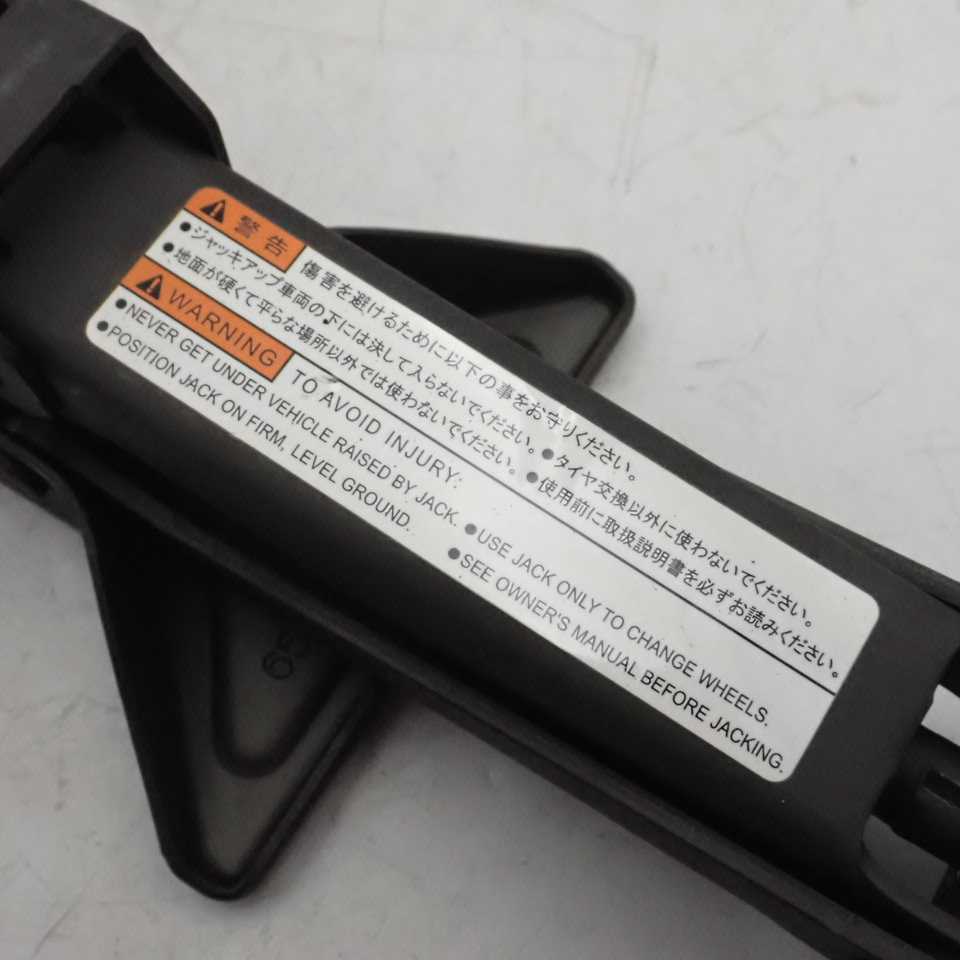 警告 傷害を避けるために以下の事をお守りください。
●ジャッキアップ車両の下には決して入らないでください。 ●タイヤ交換以外に使わないでください。
●地面が硬くて平らな場所以外では使わないでください。 ●使用前に取扱説明書を必ずお読みください。
WARNING TO AVOID INJURY:
●NEVER GET UNDER VEHICLE RAISED BY JACK. ●USE JACK ONLY TO CHANGE WHEELS.
●POSITION JACK ON FIRM, LEVEL GROUND. ●SEE OWNER'S MANUAL BEFORE JACKING.